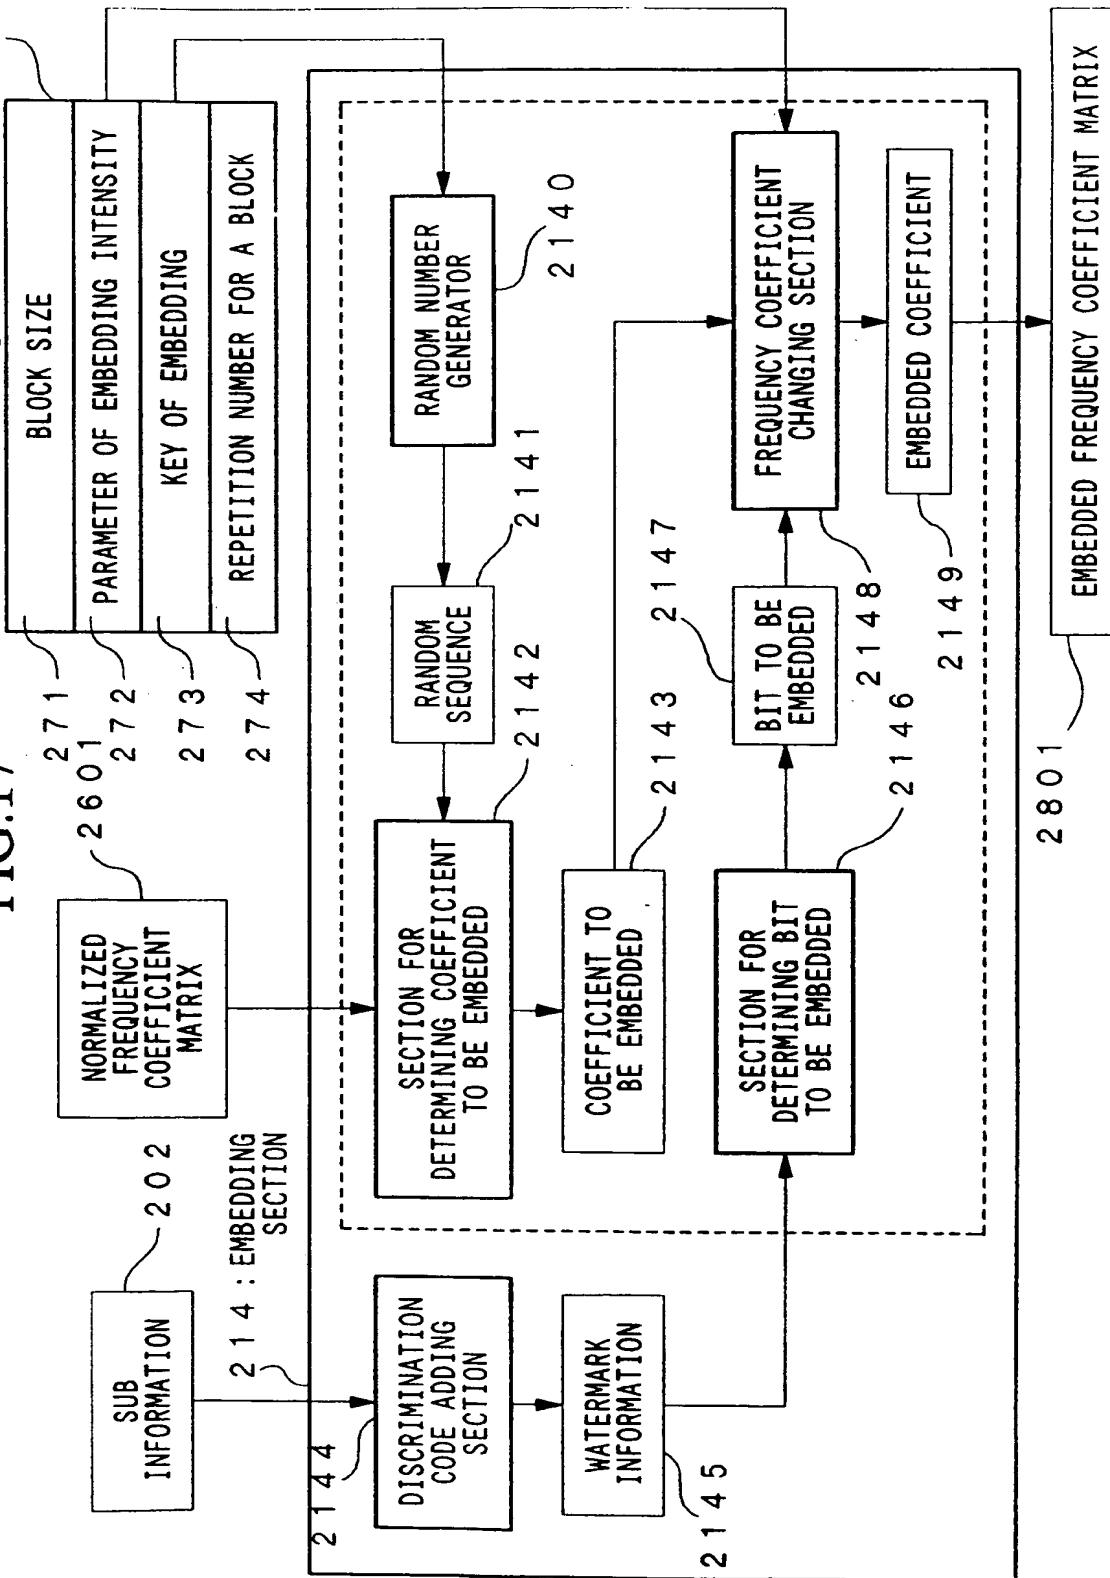 FIG.17
SUB
INFORMATION
202
NORMALIZED
FREQUENCY
COEFFICIENT
MATRIX
2601
271
BLOCK SIZE
272
PARAMETER OF EMBEDDING INTENSITY
273
KEY OF EMBEDDING
274
REPETITION NUMBER FOR A BLOCK
214 : EMBEDDING
SECTION
2144
DISCRIMINATION
CODE ADDING
SECTION
SECTION FOR
DETERMINING COEFFICIENT
TO BE EMBEDDED
2142
RANDOM
SEQUENCE
2141
RANDOM NUMBER
GENERATOR
2140
WATERMARK
INFORMATION
2145
COEFFICIENT TO
BE EMBEDDED
2143
SECTION FOR
DETERMINING BIT
TO BE EMBEDDED
2146
BIT TO BE
EMBEDDED
2147
FREQUENCY COEFFICIENT
CHANGING SECTION
2148
EMBEDDED COEFFICIENT
2149
2801
EMBEDDED FREQUENCY COEFFICIENT MATRIX